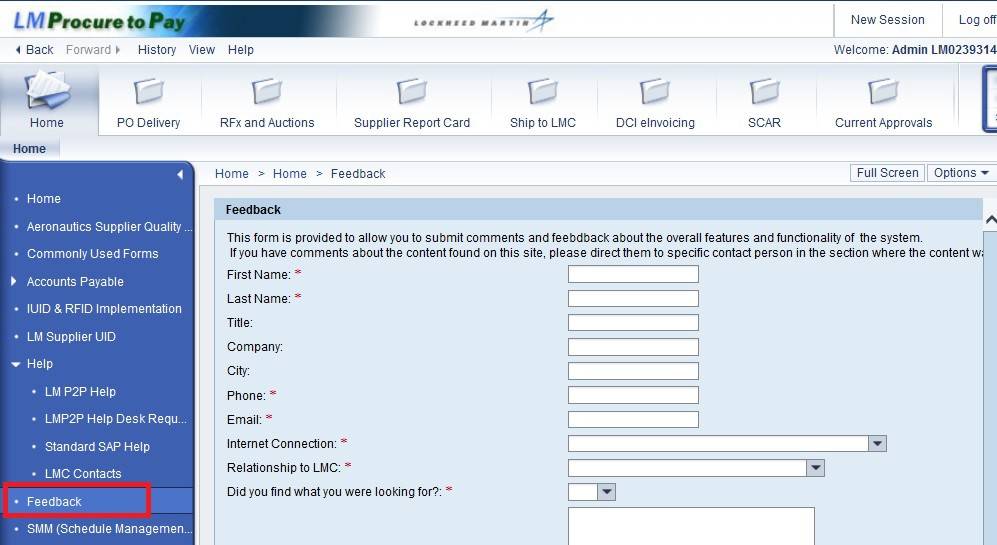 LM Procure to Pay
LOCKHEED MARTIN
New Session
Log off
Back Forward History View Help
Welcome: Admin LM0239314
Home
PO Delivery
RFx and Auctions
Supplier Report Card
Ship to LMC
DCI eInvoicing
SCAR
Current Approvals
Home
Home > Home > Feedback
Full Screen
Options
Home
Aeronautics Supplier Quality ...
Commonly Used Forms
Accounts Payable
IUID & RFID Implementation
LM Supplier UID
Help
LM P2P Help
LMP2P Help Desk Requ...
Standard SAP Help
LMC Contacts
Feedback
SMM (Schedule Managemen...
Feedback
This form is provided to allow you to submit comments and feebdback about the overall features and functionality of the system.
If you have comments about the content found on this site, please direct them to specific contact person in the section where the content wa
First Name: *
Last Name: *
Title:
Company:
City:
Phone: *
Email: *
Internet Connection: *
Relationship to LMC: *
Did you find what you were looking for?: *